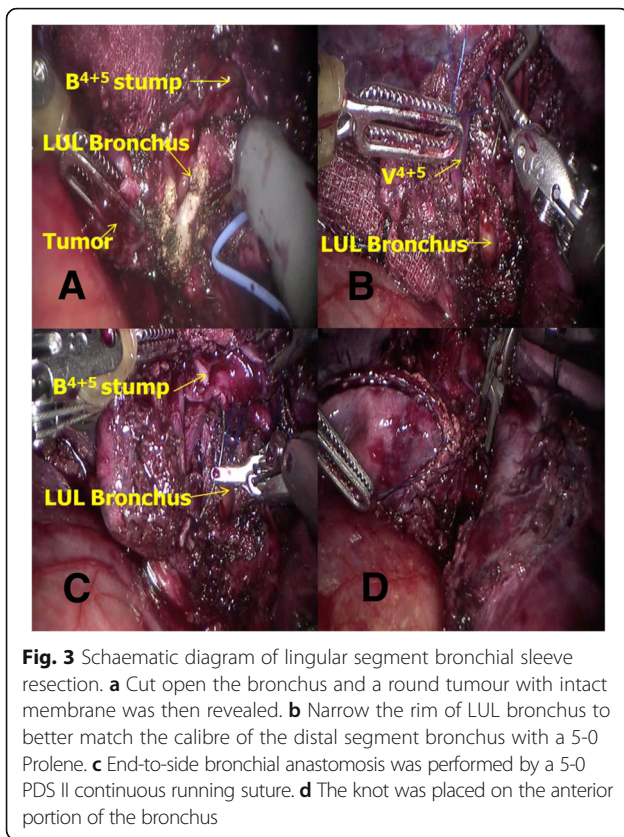 B4+5 stump
LUL Bronchus
Tumor
A
V4+5
LUL Bronchus
B
B4+5 stump
LUL Bronchus
C
D
Fig. 3 Schaematic diagram of lingular segment bronchial sleeve
resection. a Cut open the bronchus and a round tumour with intact
membrane was then revealed. b Narrow the rim of LUL bronchus to
better match the calibre of the distal segment bronchus with a 5-0
Prolene. c End-to-side bronchial anastomosis was performed by a 5-0
PDS II continuous running suture. d The knot was placed on the anterior
portion of the bronchus